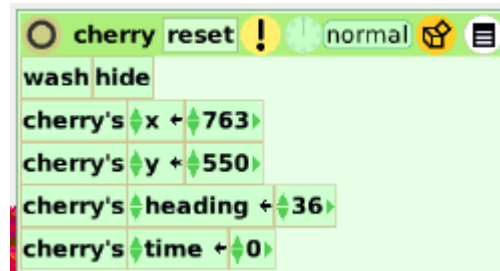 cherry reset ! normal
wash hide
cherry's x ← 763
cherry's y ← 550
cherry's heading ← 36
cherry's time ← 0